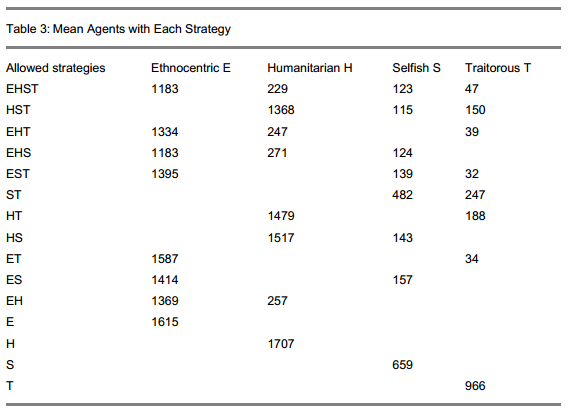 Table 3: Mean Agents with Each Strategy
Allowed strategies Ethnocentric E Humanitarian H Selfish S Traitorous T
EHST 1183 229 123 47
HST 1368 115 150
EHT 1334 247 39
EHS 1183 271 124
EST 1395 139 32
ST 482 247
HT 1479 188
HS 1517 143
ET 1587 34
ES 1414 157
EH 1369 257
E 1615
H 1707
S 659
T 966